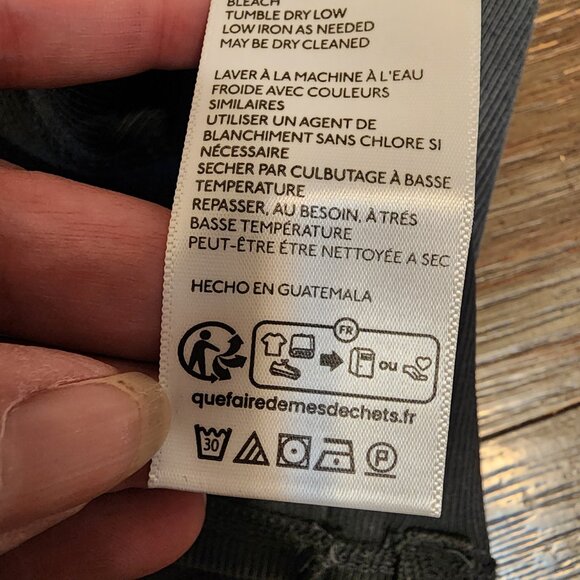 BLEACH
TUMBLE DRY LOW
LOW IRON AS NEEDED
MAY BE DRY CLEANED
LAVER À LA MACHINE À L'EAU
FROIDE AVEC COULEURS
SIMILAIRES
UTILISER UN AGENT DE
BLANCHIMENT SANS CHLORE SI
NÉCESSAIRE
SECHER PAR CULBUTAGE À BASSE
TEMPERATURE
REPASSER, AU BESOIN, À TRÉS
BASSE TEMPÉRATURE
PEUT-ÊTRE ÉTRE NETTOYÉE A SEC
HECHO EN GUATEMALA
FR
ou
quefairedemesdechets.fr
30
P